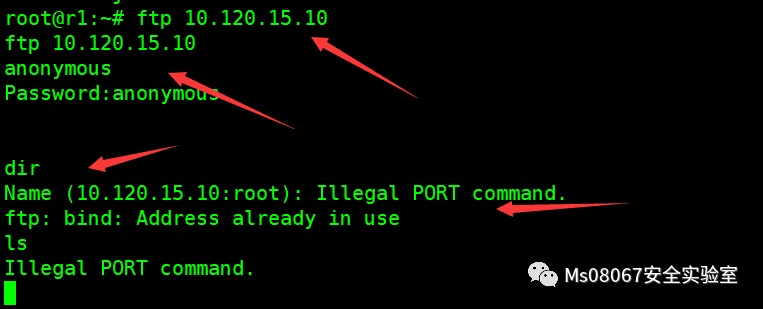 root@r1:~# ftp 10.120.15.10
ftp 10.120.15.10
anonymous
Password:anonymous
dir
Name (10.120.15.10:root): Illegal PORT command.
ftp: bind: Address already in use
ls
Illegal PORT command.
Ms08067安全实验室